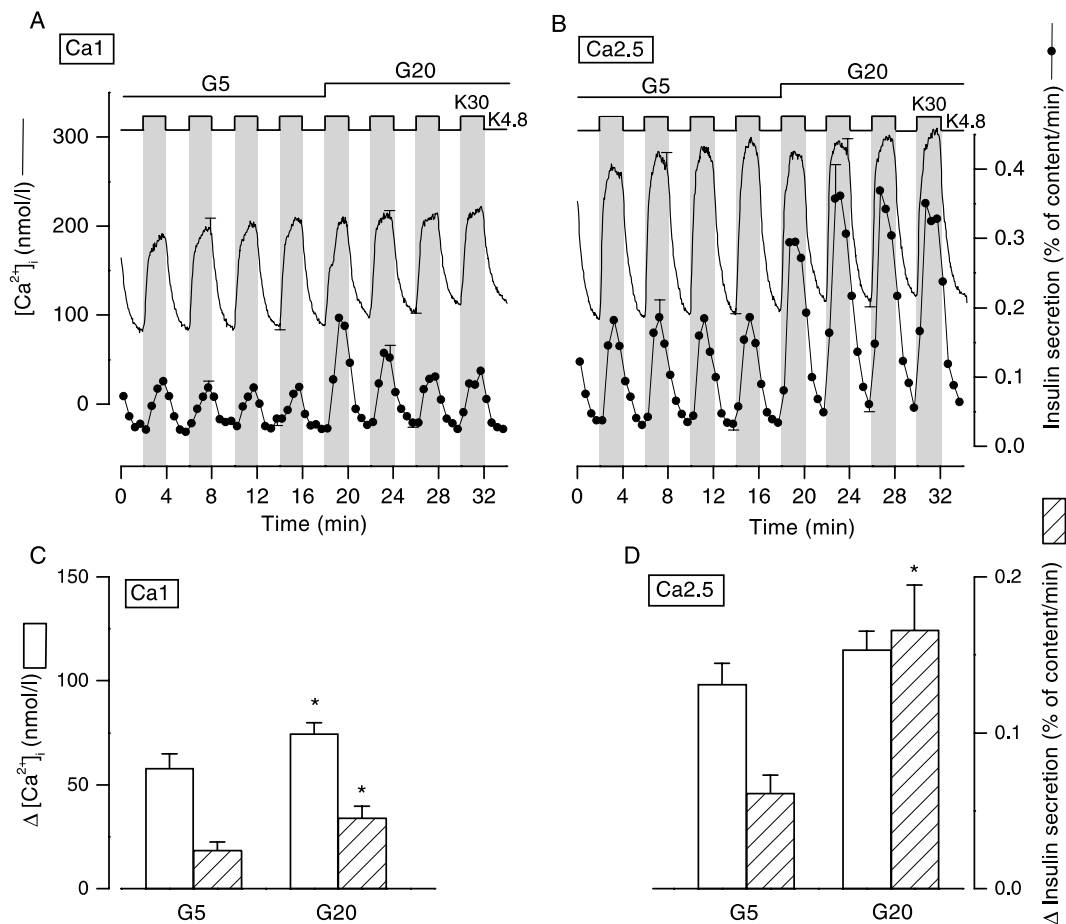 A
B
Ca1
Ca2.5
G5
G20
G5
G20
K30
K4.8
K30
K4.8
[Ca2+]i (nmol/l)
300
200
100
0
0 4 8 12 16 20 24 28 32
Time (min)
0 4 8 12 16 20 24 28 32
Time (min)
0.4
0.3
0.2
0.1
0.0
Insulin secretion (% of content/min)
C
D
Ca1
Ca2.5
Δ [Ca2+]i (nmol/l)
150
100
50
0
*
*
*
G5 G20
G5 G20
0.2
0.1
0.0
Δ Insulin secretion (% of content/min)